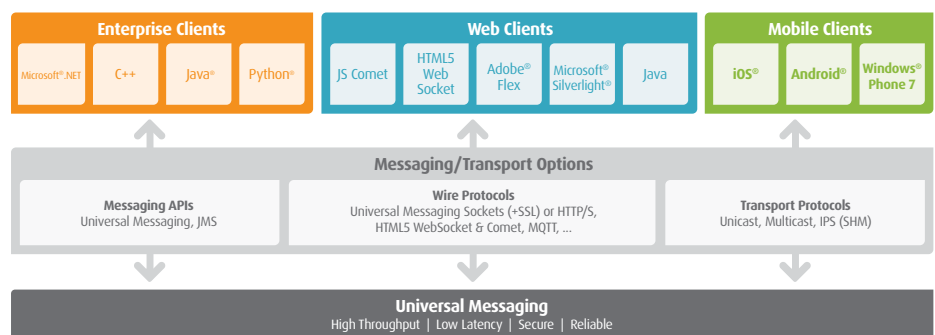 Enterprise Clients
Microsoft®.NET
C++
Java®
Python®
Web Clients
JS Comet
HTML5
Web
Socket
Adobe®
Flex
Microsoft®
Silverlight®
Java
Mobile Clients
iOS®
Android®
Windows®
Phone 7
Messaging/Transport Options
Messaging APIs
Universal Messaging, JMS
Wire Protocols
Universal Messaging Sockets (+SSL) or HTTP/S,
HTML5 WebSocket & Comet, MQTT, ...
Transport Protocols
Unicast, Multicast, IPS (SHM)
Universal Messaging
High Throughput | Low Latency | Secure | Reliable